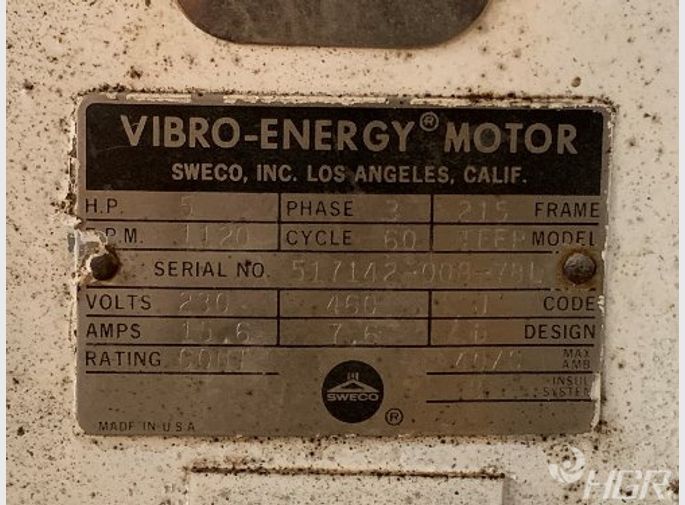 VIBRO-ENERGY® MOTOR
SWECO, INC. LOS ANGELES, CALIF.
H.P. 5 PHASE 3 215 FRAME
P.M. 1120 CYCLE 60 MODEL
SERIAL NO. 517142-
VOLTS 230 460 CODE
AMPS 15.6 7.6 DESIGN
RATING CONT MAX AMB
INSUL SYSTEM
SWECO ®
MADE IN U.S.A
HGR